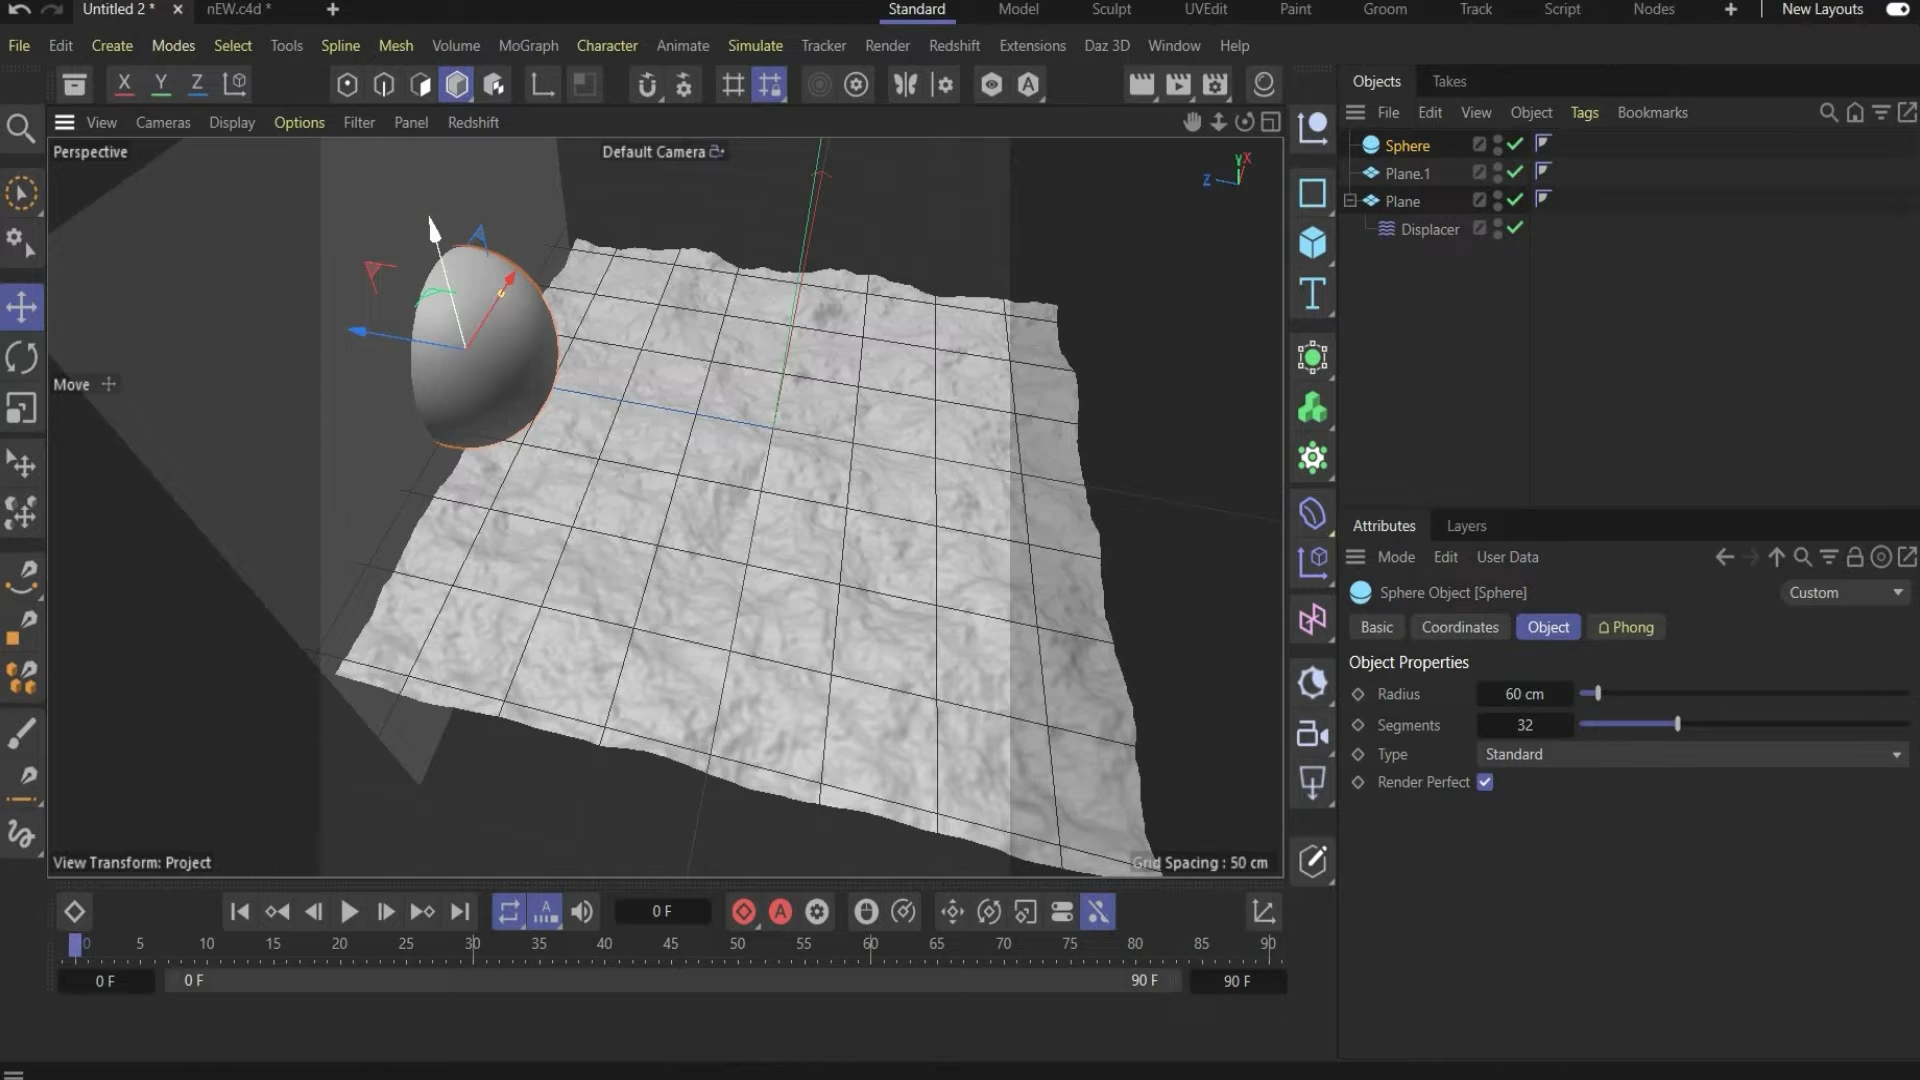 Untitled 2 * × nEW.c4d * + Standard Model Sculpt UVEdit Paint Groom Track Script Nodes + New Layouts
File Edit Create Modes Select Tools Spline Mesh Volume MoGraph Character Animate Simulate Tracker Render Redshift Extensions Daz 3D Window Help
X Y Z
Objects Takes
File Edit View Object Tags Bookmarks
View Cameras Display Options Filter Panel Redshift
Perspective Default Camera
Y X Z
Sphere
Plane.1
Plane
Displacer
Move
Attributes Layers
Mode Edit User Data
Sphere Object [Sphere] Custom
Basic Coordinates Object Phong
Object Properties
Radius 60 cm
Segments 32
Type Standard
Render Perfect
View Transform: Project Grid Spacing : 50 cm
A 0 F A
0 5 10 15 20 25 30 35 40 45 50 55 60 65 70 75 80 85 90
0 F 0 F 90 F 90 F